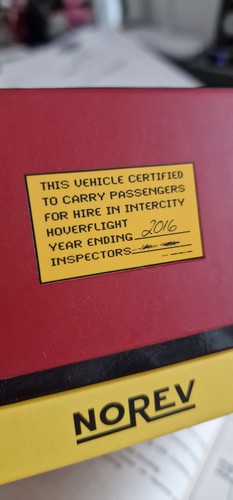 THIS VEHICLE CERTIFIED
TO CARRY PASSENGERS
FOR HIRE IN INTERCITY
HOVERFLIGHT
YEAR ENDING 2016
INSPECTORS
NOREV